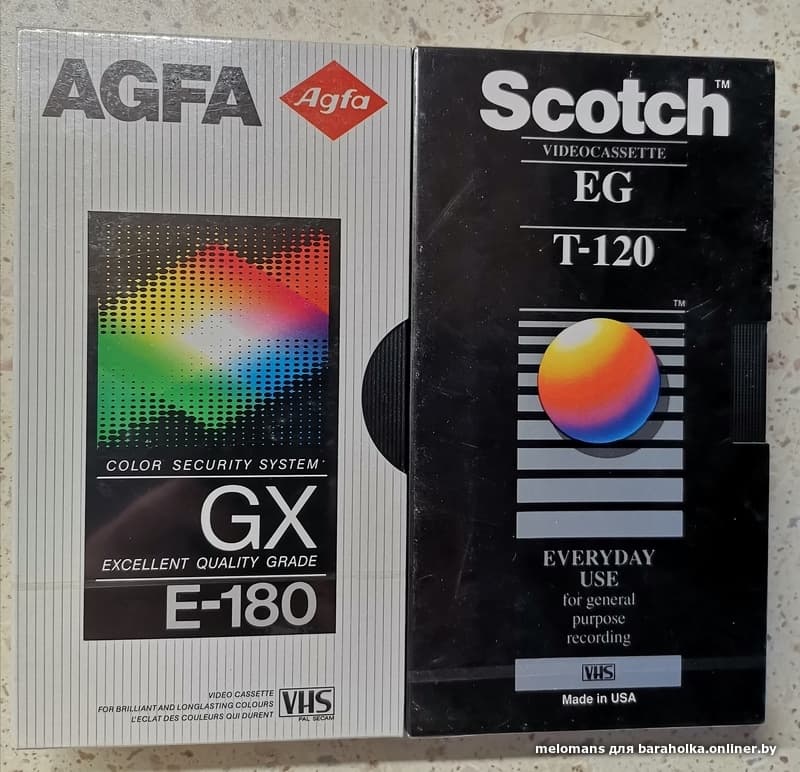 AGFA
Agfa
COLOR SECURITY SYSTEM
GX
EXCELLENT QUALITY GRADE
E-180
VIDEO CASSETTE
FOR BRILLIANT AND LONGLASTING COLOURS
L'ECLAT DES COULEURS QUI DURENT
VHS
PAL SECAM
Scotch™
VIDEOCASSETTE
EG
T-120
TM
EVERYDAY
USE
for general
purpose
recording
VHS
Made in USA
melomans для baraholka.onliner.by